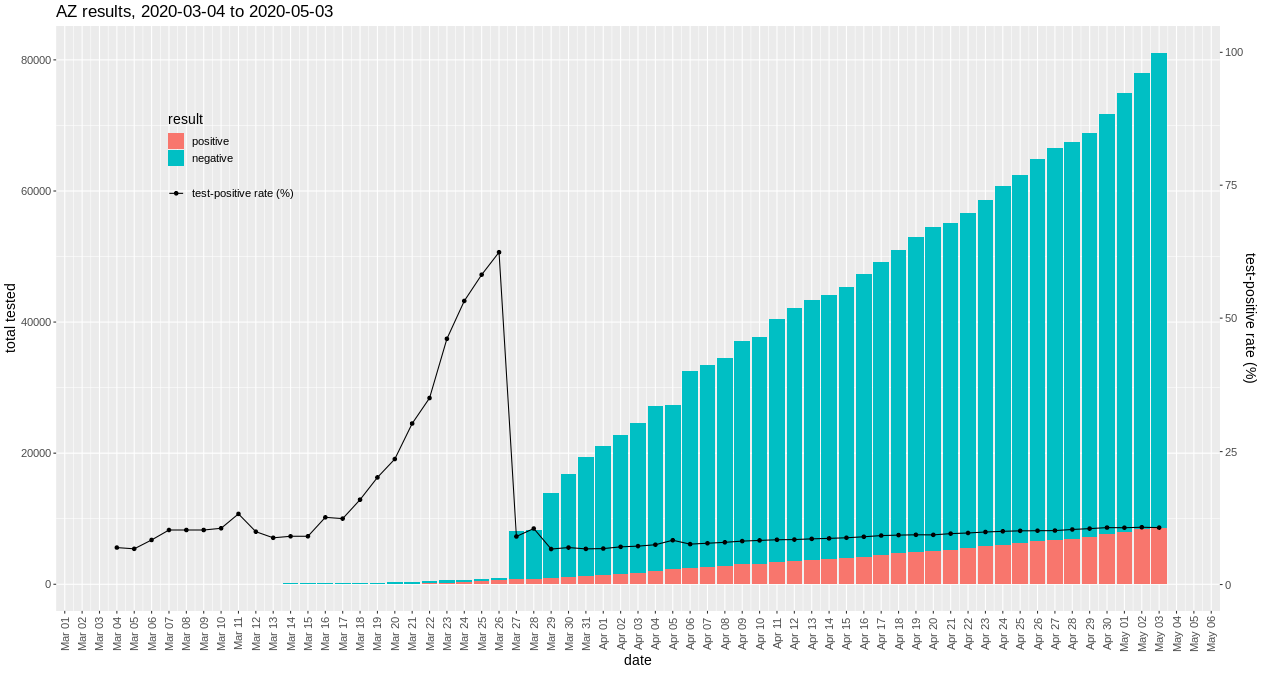 AZ results, 2020-03-04 to 2020-05-03
80000
60000
40000
20000
0
total tested
result
positive
negative
test-positive rate (%)
100
75
50
25
0
test-positive rate (%)
Mar 01
Mar 02
Mar 03
Mar 04
Mar 05
Mar 06
Mar 07
Mar 08
Mar 09
Mar 10
Mar 11
Mar 12
Mar 13
Mar 14
Mar 15
Mar 16
Mar 17
Mar 18
Mar 19
Mar 20
Mar 21
Mar 22
Mar 23
Mar 24
Mar 25
Mar 26
Mar 27
Mar 28
Mar 29
Mar 30
Mar 31
Apr 01
Apr 02
Apr 03
Apr 04
Apr 05
Apr 06
Apr 07
Apr 08
Apr 09
Apr 10
Apr 11
Apr 12
Apr 13
Apr 14
Apr 15
Apr 16
Apr 17
Apr 18
Apr 19
Apr 20
Apr 21
Apr 22
Apr 23
Apr 24
Apr 25
Apr 26
Apr 27
Apr 28
Apr 29
Apr 30
May 01
May 02
May 03
May 04
May 05
May 06
date